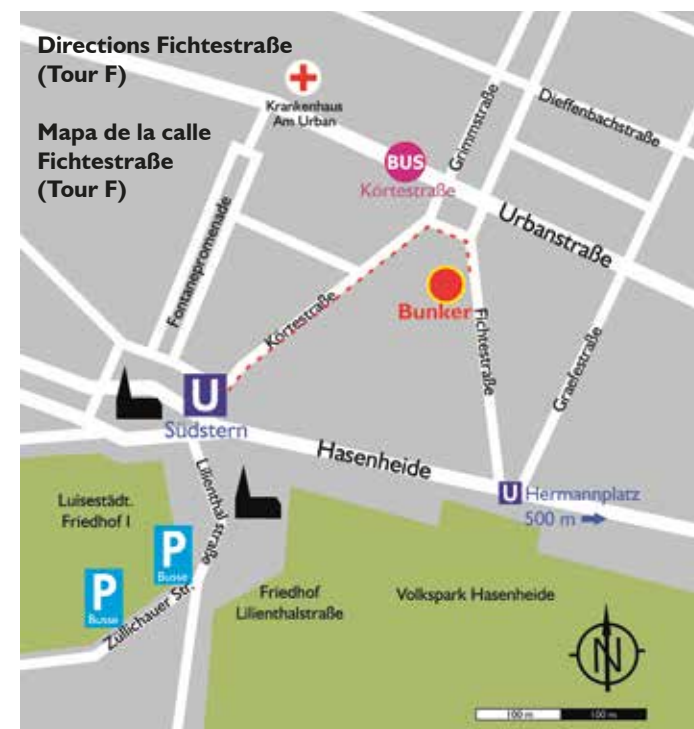 Directions Fichtestraße
(Tour F)
Mapa de la calle
Fichtestraße
(Tour F)
Krankenhaus
Am Urban
BUS
Körtestraße
Grimmstraße
Dieffenbachstraße
Urbanstraße
Fontanepromenade
Körtestraße
Bunker
Fichtestraße
Graefestraße
U
Südstern
Hasenheide
U Hermannplatz
500 m
Lilienthalstraße
Luisestädt.
Friedhof I
P
Busse
P
Busse
Züllichauer Str.
Friedhof
Lilienthalstraße
Volkspark Hasenheide
N
100 m
100 m